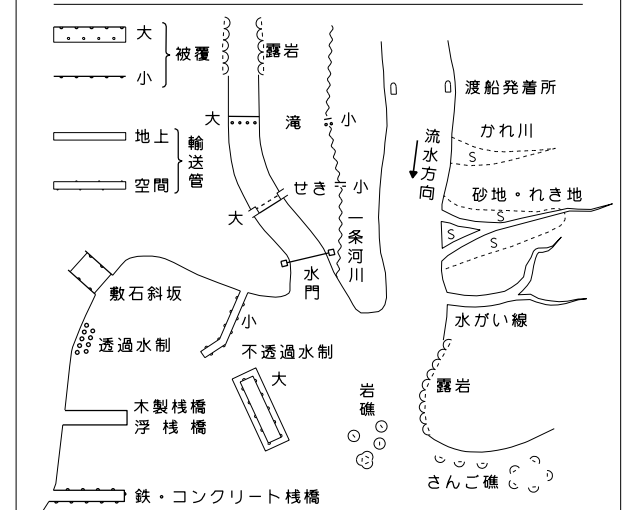 大
小
被覆
地上
空間
輸送管
露岩
大
滝
小
せき
小
大
一条河川
水門
流水方向
渡船発着所
かれ川
S
砂地・れき地
S
S
S
水がい線
敷石斜坂
透過水制
小
不透過水制
大
木製桟橋
浮桟橋
鉄・コンクリート桟橋
岩礁
露岩
さんご礁